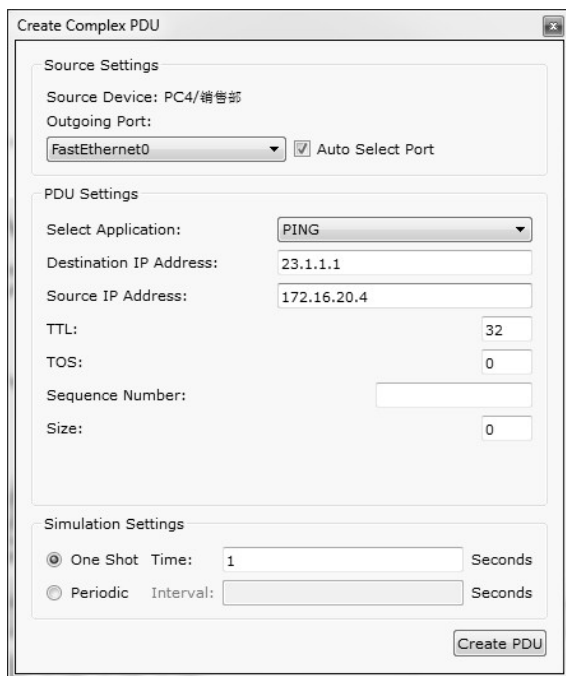 Create Complex PDU
Source Settings
Source Device: PC4/销售部
Outgoing Port:
FastEthernet0 Auto Select Port
PDU Settings
Select Application: PING
Destination IP Address: 23.1.1.1
Source IP Address: 172.16.20.4
TTL: 32
TOS: 0
Sequence Number:
Size: 0
Simulation Settings
One Shot Time: 1 Seconds
Periodic Interval: Seconds
Create PDU